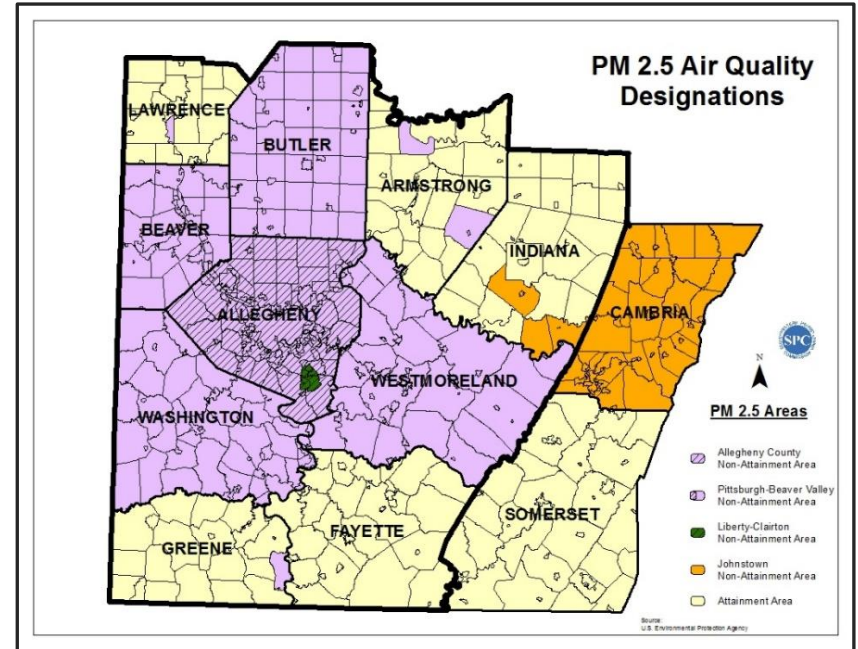 PM 2.5 Air Quality
Designations
LAWRENCE
BUTLER
ARMSTRONG
BEAVER
INDIANA
ALLEGHENY
CAMBRIA
SPC
N
WESTMORELAND
PM 2.5 Areas
WASHINGTON
Allegheny County
Non-Attainment Area
Pittsburgh-Beaver Valley
Non-Attainment Area
Liberty-Clairton
Non-Attainment Area
SOMERSET
FAYETTE
GREENE
Johnstown
Non-Attainment Area
Attainment Area
Source:
U.S. Environmental Protection Agency